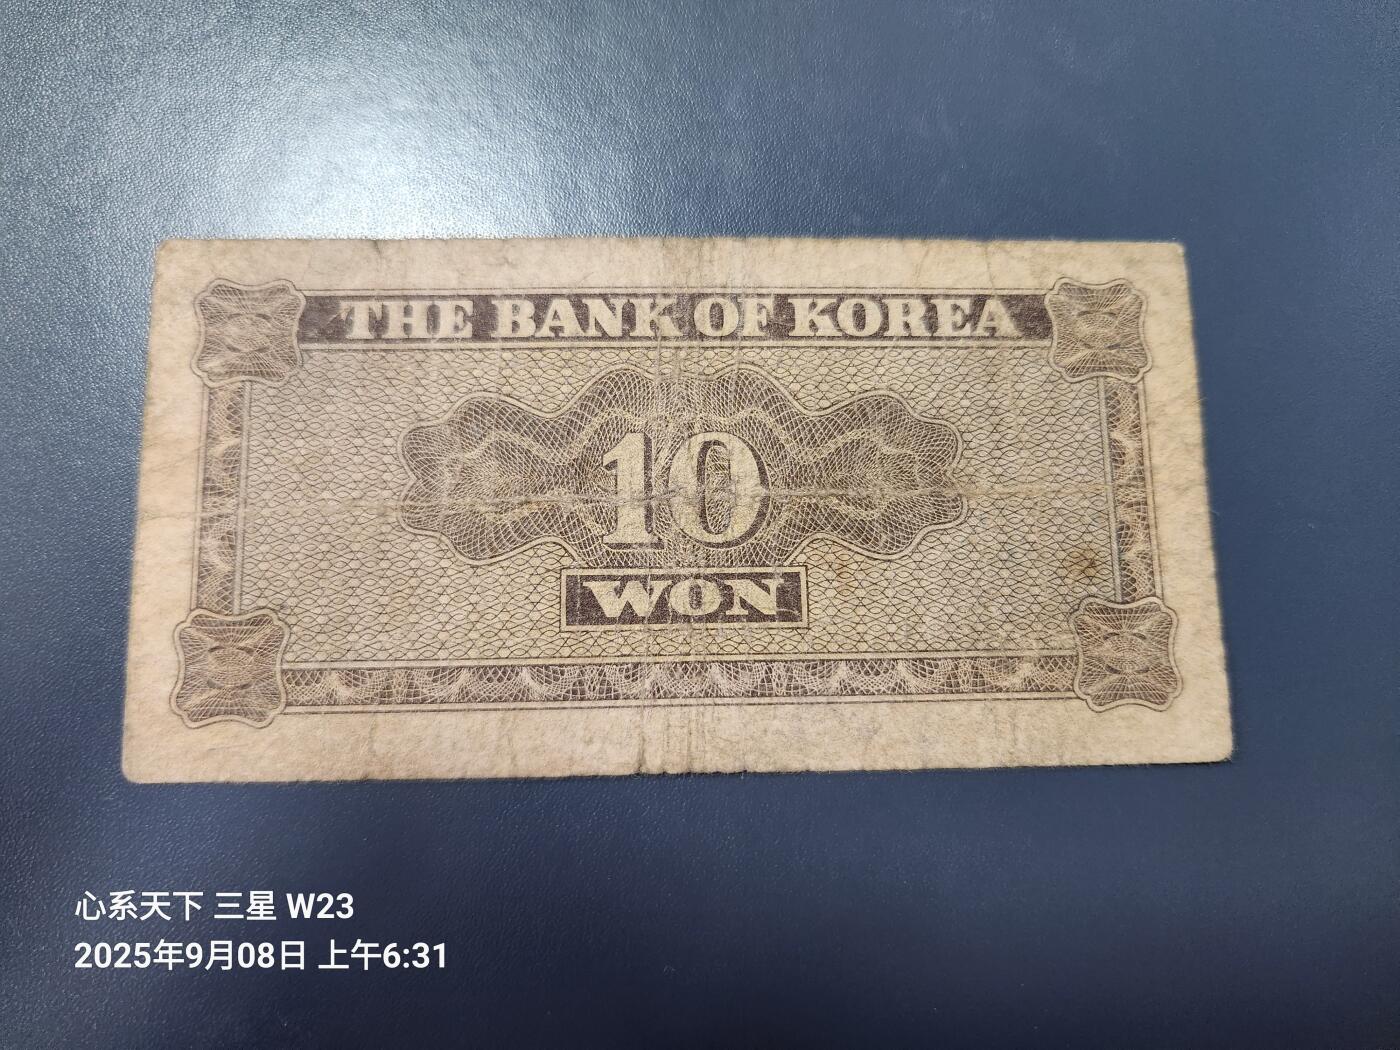 THE BANK OF KOREA
10
WON
心系天下 三星 W23
2025年9月08日 上午6:31